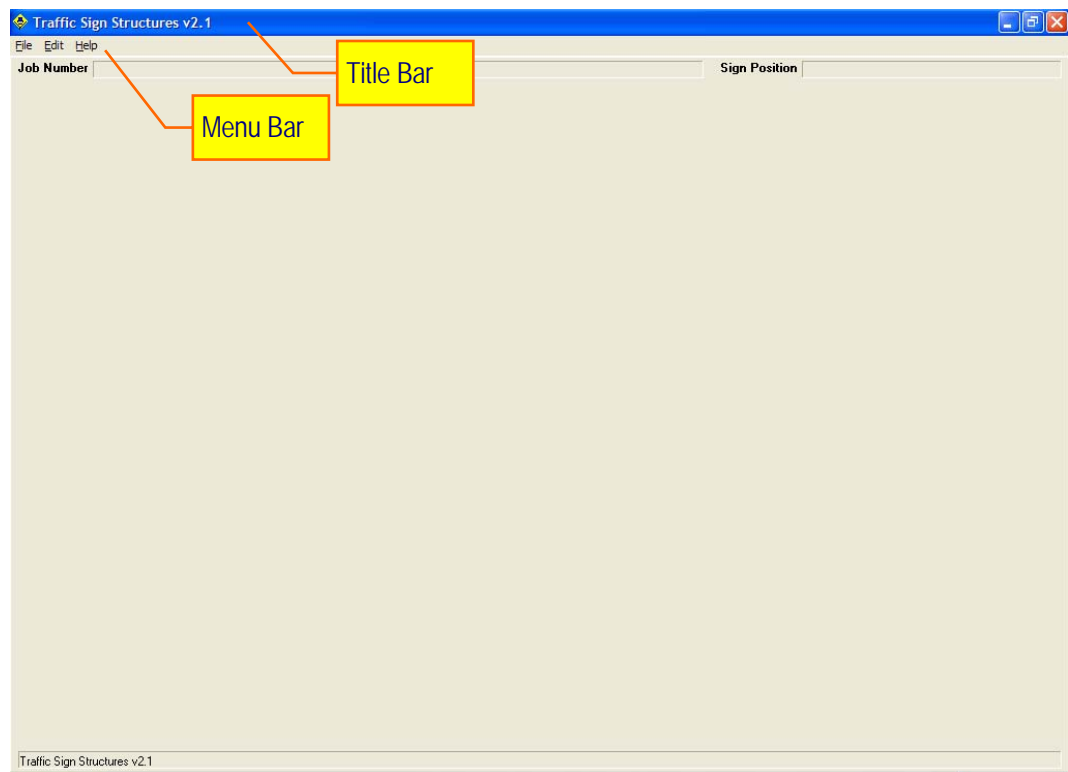 Traffic Sign Structures v2.1
File Edit Help
Job Number Sign Position
Title Bar
Menu Bar
Traffic Sign Structures v2.1